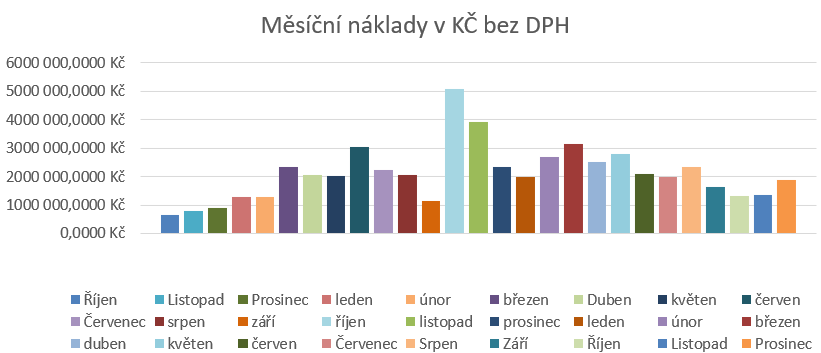 Měsíční náklady v KČ bez DPH
6000 000,0000 Kč
5000 000,0000 Kč
4000 000,0000 Kč
3000 000,0000 Kč
2000 000,0000 Kč
1000 000,0000 Kč
0,0000 Kč
Říjen Listopad Prosinec leden únor březen Duben květen červen
Červenec srpen září říjen listopad prosinec leden únor březen
duben květen červen Červenec Srpen Září Říjen Listopad Prosinec